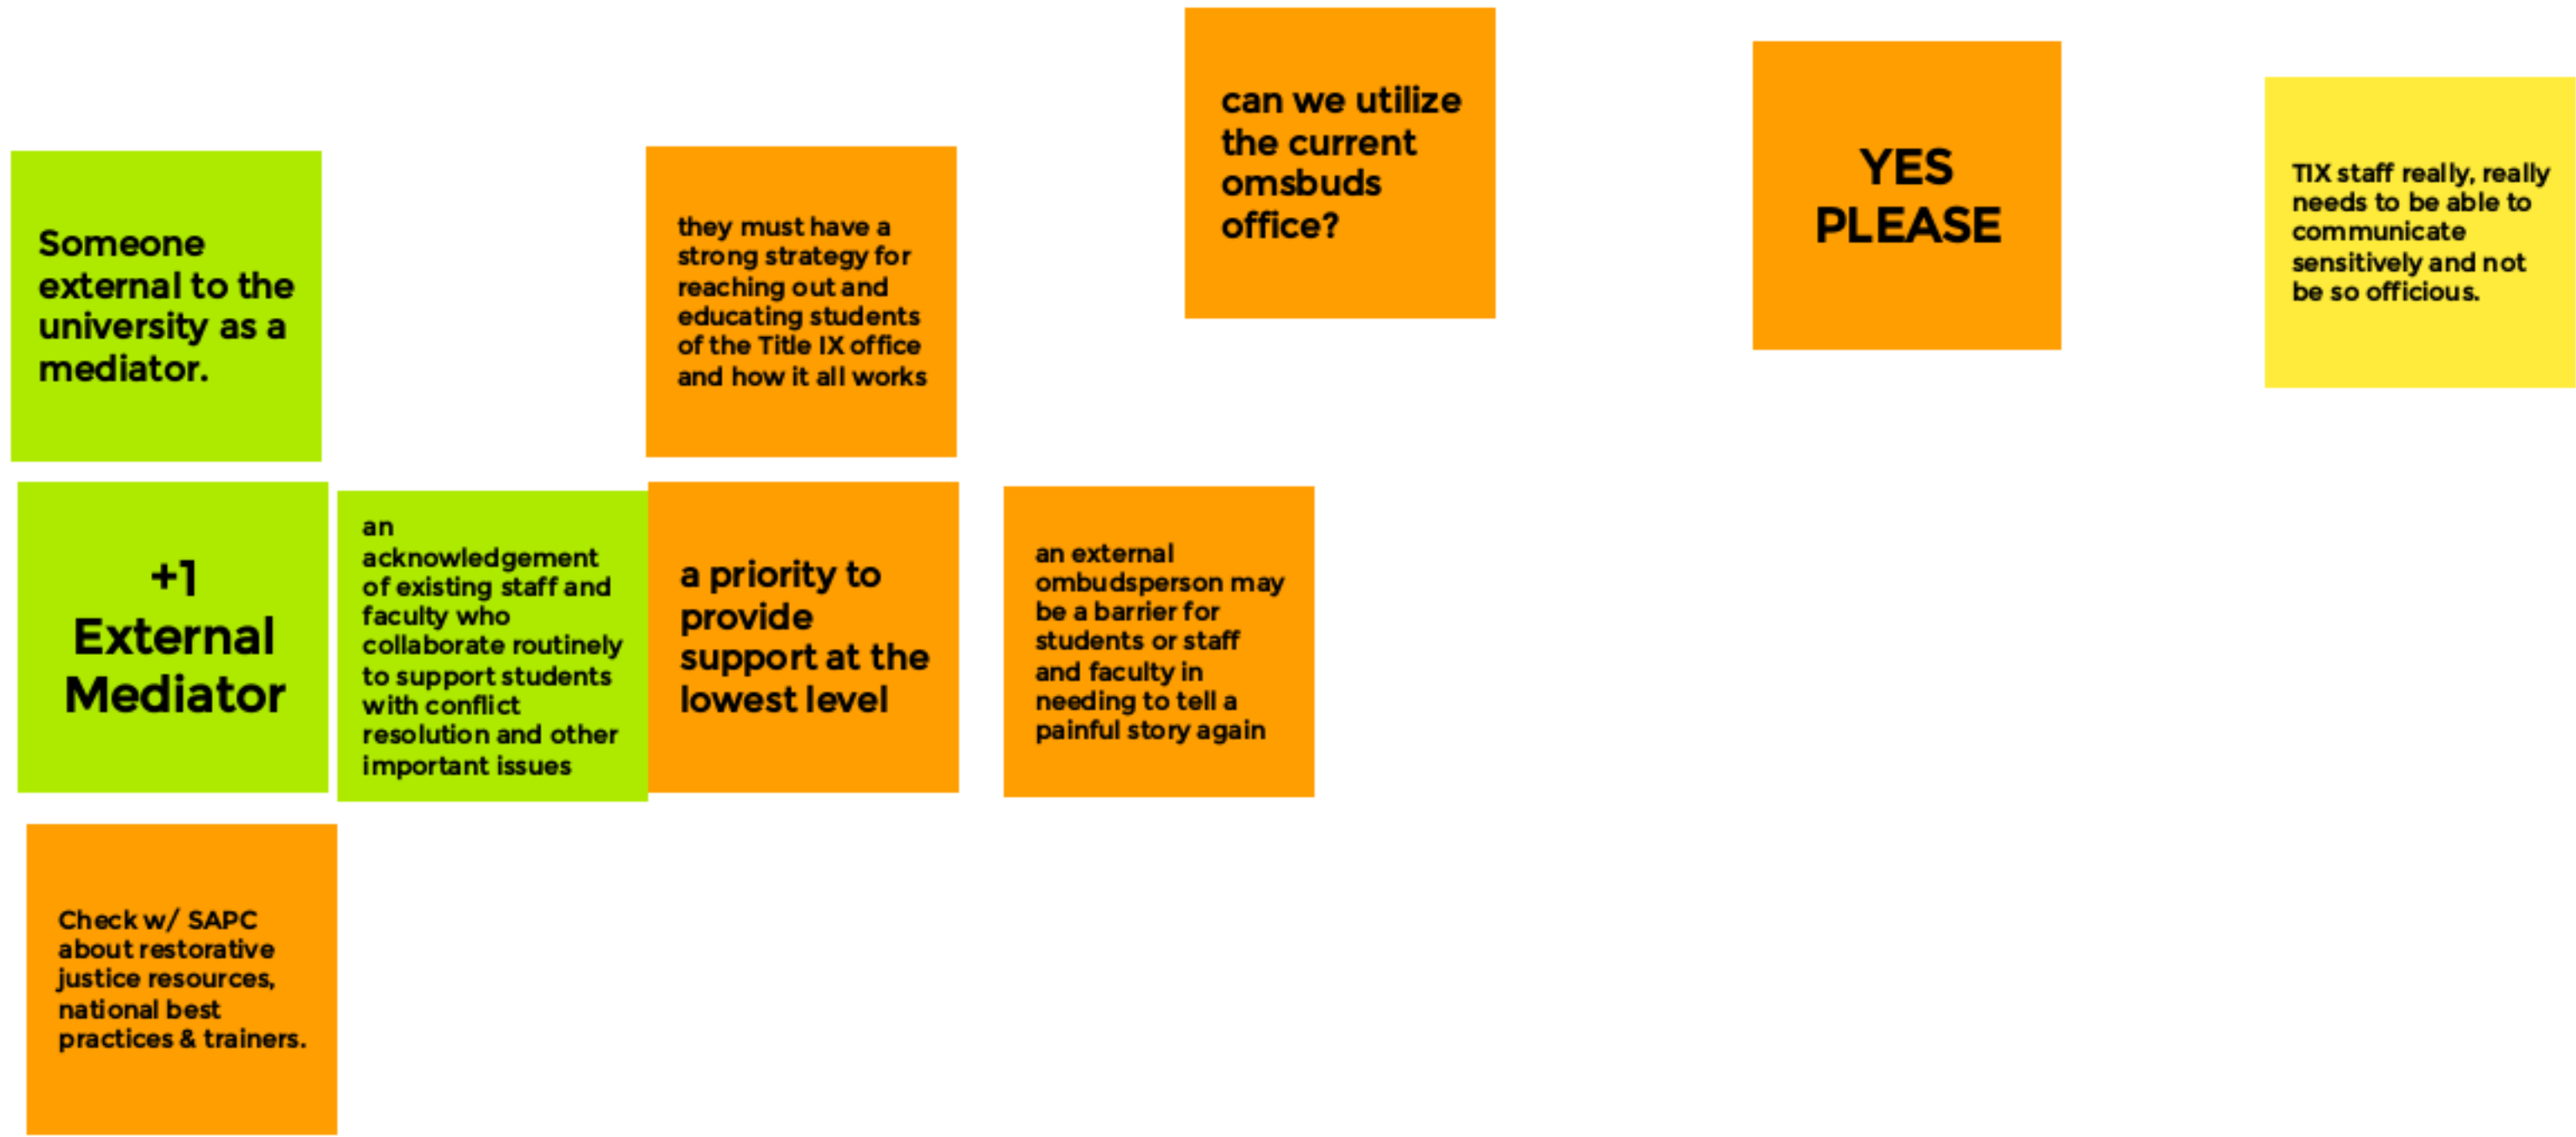 Someone
external to the
university as a
mediator.
they must have a
strong strategy for
reaching out and
educating students
of the Title IX office
and how it all works
can we utilize
the current
omsbuds
office?
YES
PLEASE
TIX staff really, really
needs to be able to
communicate
sensitively and not
be so officious.
+1
External
Mediator
an
acknowledgement
of existing staff and
faculty who
collaborate routinely
to support students
with conflict
resolution and other
important issues
a priority to
provide
support at the
lowest level
an external
ombudsperson may
be a barrier for
students or staff
and faculty in
needing to tell a
painful story again
Check w/ SAPC
about restorative
justice resources,
national best
practices & trainers.